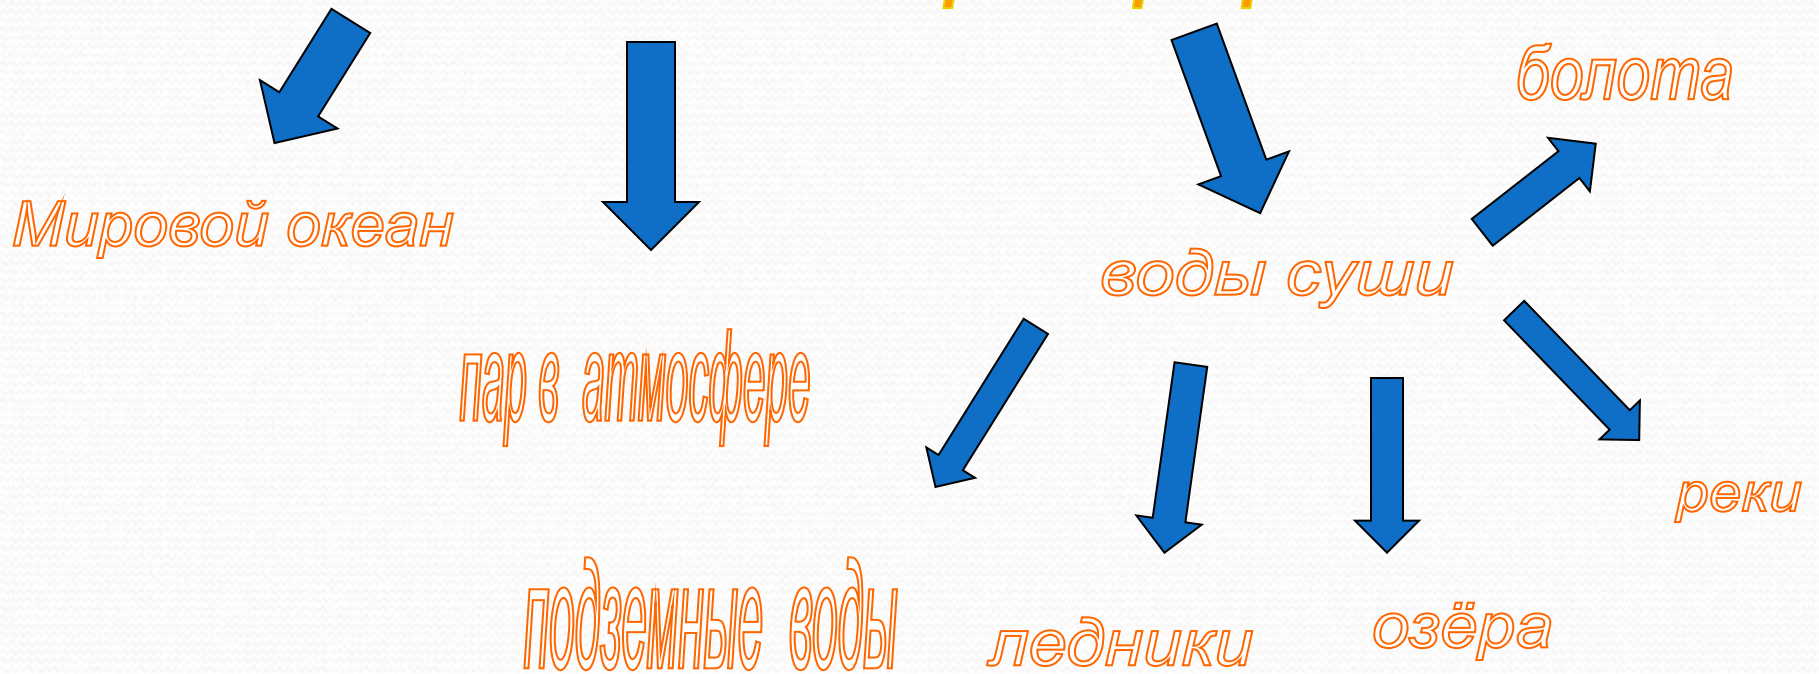 болота
Мировой океан
воды суши
пар в атмосфере
реки
подземные воды
ледники
озёра